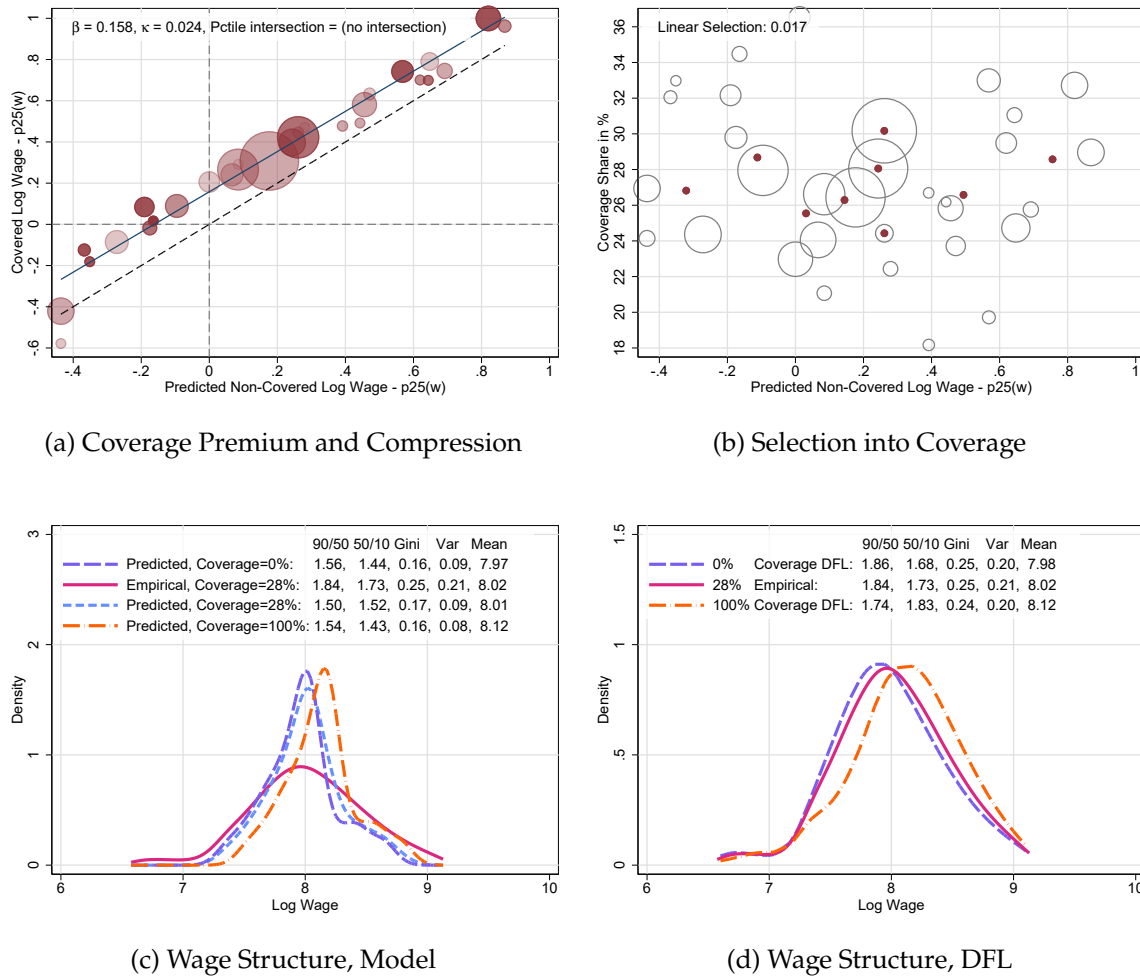 β = 0.158, κ = 0.024, Pctile intersection = (no intersection)
Covered Log Wage - p25(w)
1
.8
.6
.4
.2
0
-.2
-.4
-.6
-.4
-.2
0
.2
.4
.6
.8
1
Predicted Non-Covered Log Wage - p25(w)
(a) Coverage Premium and Compression
Linear Selection: 0.017
Coverage Share in %
36
34
32
30
28
26
24
22
20
18
-.4
-.2
0
.2
.4
.6
.8
1
Predicted Non-Covered Log Wage - p25(w)
(b) Selection into Coverage
90/50 50/10 Gini Var Mean
Predicted, Coverage=0%: 1.56, 1.44, 0.16, 0.09, 7.97
Empirical, Coverage=28%: 1.84, 1.73, 0.25, 0.21, 8.02
Predicted, Coverage=28%: 1.50, 1.52, 0.17, 0.09, 8.01
Predicted, Coverage=100%: 1.54, 1.43, 0.16, 0.08, 8.12
Density
3
2
1
0
6
7
8
9
10
Log Wage
(c) Wage Structure, Model
90/50 50/10 Gini Var Mean
0% Coverage DFL: 1.86, 1.68, 0.25, 0.20, 7.98
28% Empirical: 1.84, 1.73, 0.25, 0.21, 8.02
100% Coverage DFL: 1.74, 1.83, 0.24, 0.20, 8.12
Density
1.5
1
.5
0
6
7
8
9
10
Log Wage
(d) Wage Structure, DFL